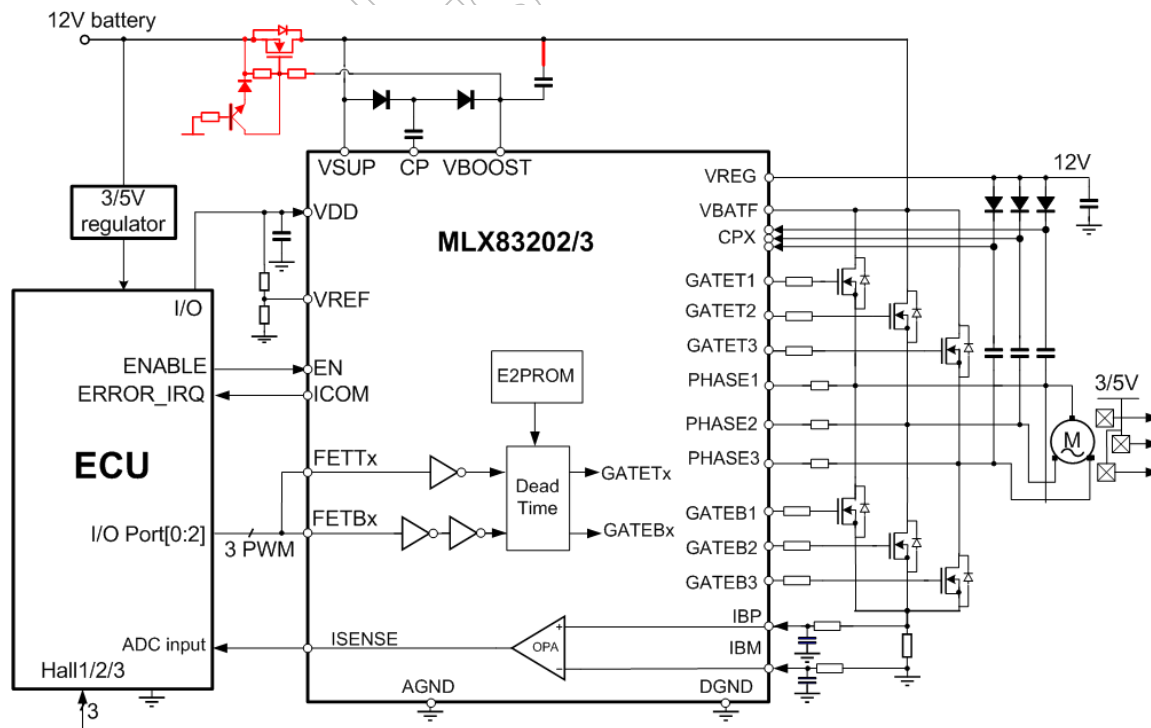 12V battery
VSUP
CP
VBOOST
3/5V
regulator
VDD
VREF
MLX83202/3
VREG
12V
VBATF
CPX
GATET1
GATET2
GATET3
PHASE1
PHASE2
PHASE3
3/5V
M
I/O
ENABLE
ERROR_IRQ
ECU
I/O Port[0:2]
3 PWM
ADC input
Hall1/2/3
3
EN
ICOM
FETTx
FETBx
E2PROM
Dead
Time
GATETx
GATEBx
GATEB1
GATEB2
GATEB3
IBP
IBM
ISENSE
+
OPA
−
AGND
DGND